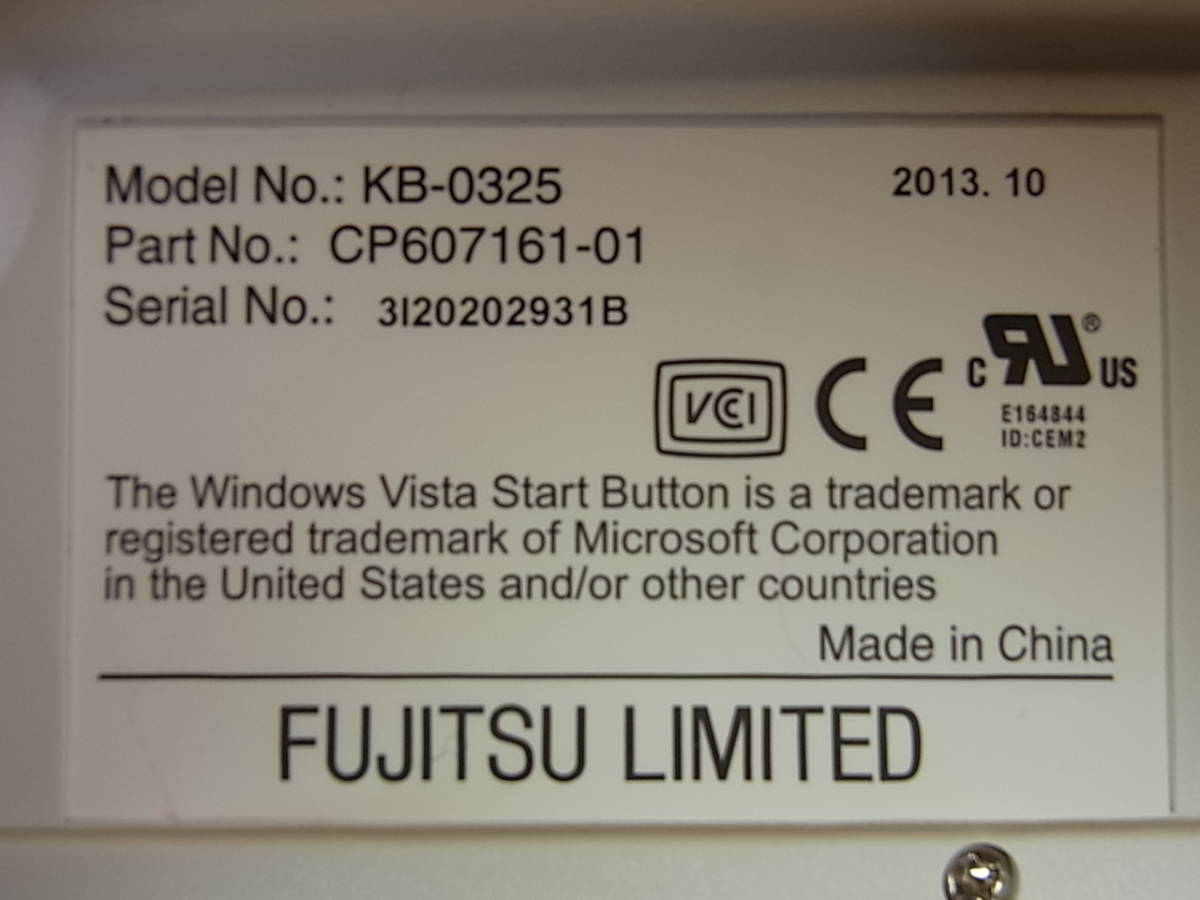 Model No.: KB-0325 2013. 10
Part No.: CP607161-01
Serial No.: 3I20202931B
VCCI CE c RU ® US
E164844
ID:CEM2
The Windows Vista Start Button is a trademark or
registered trademark of Microsoft Corporation
in the United States and/or other countries
Made in China
FUJITSU LIMITED